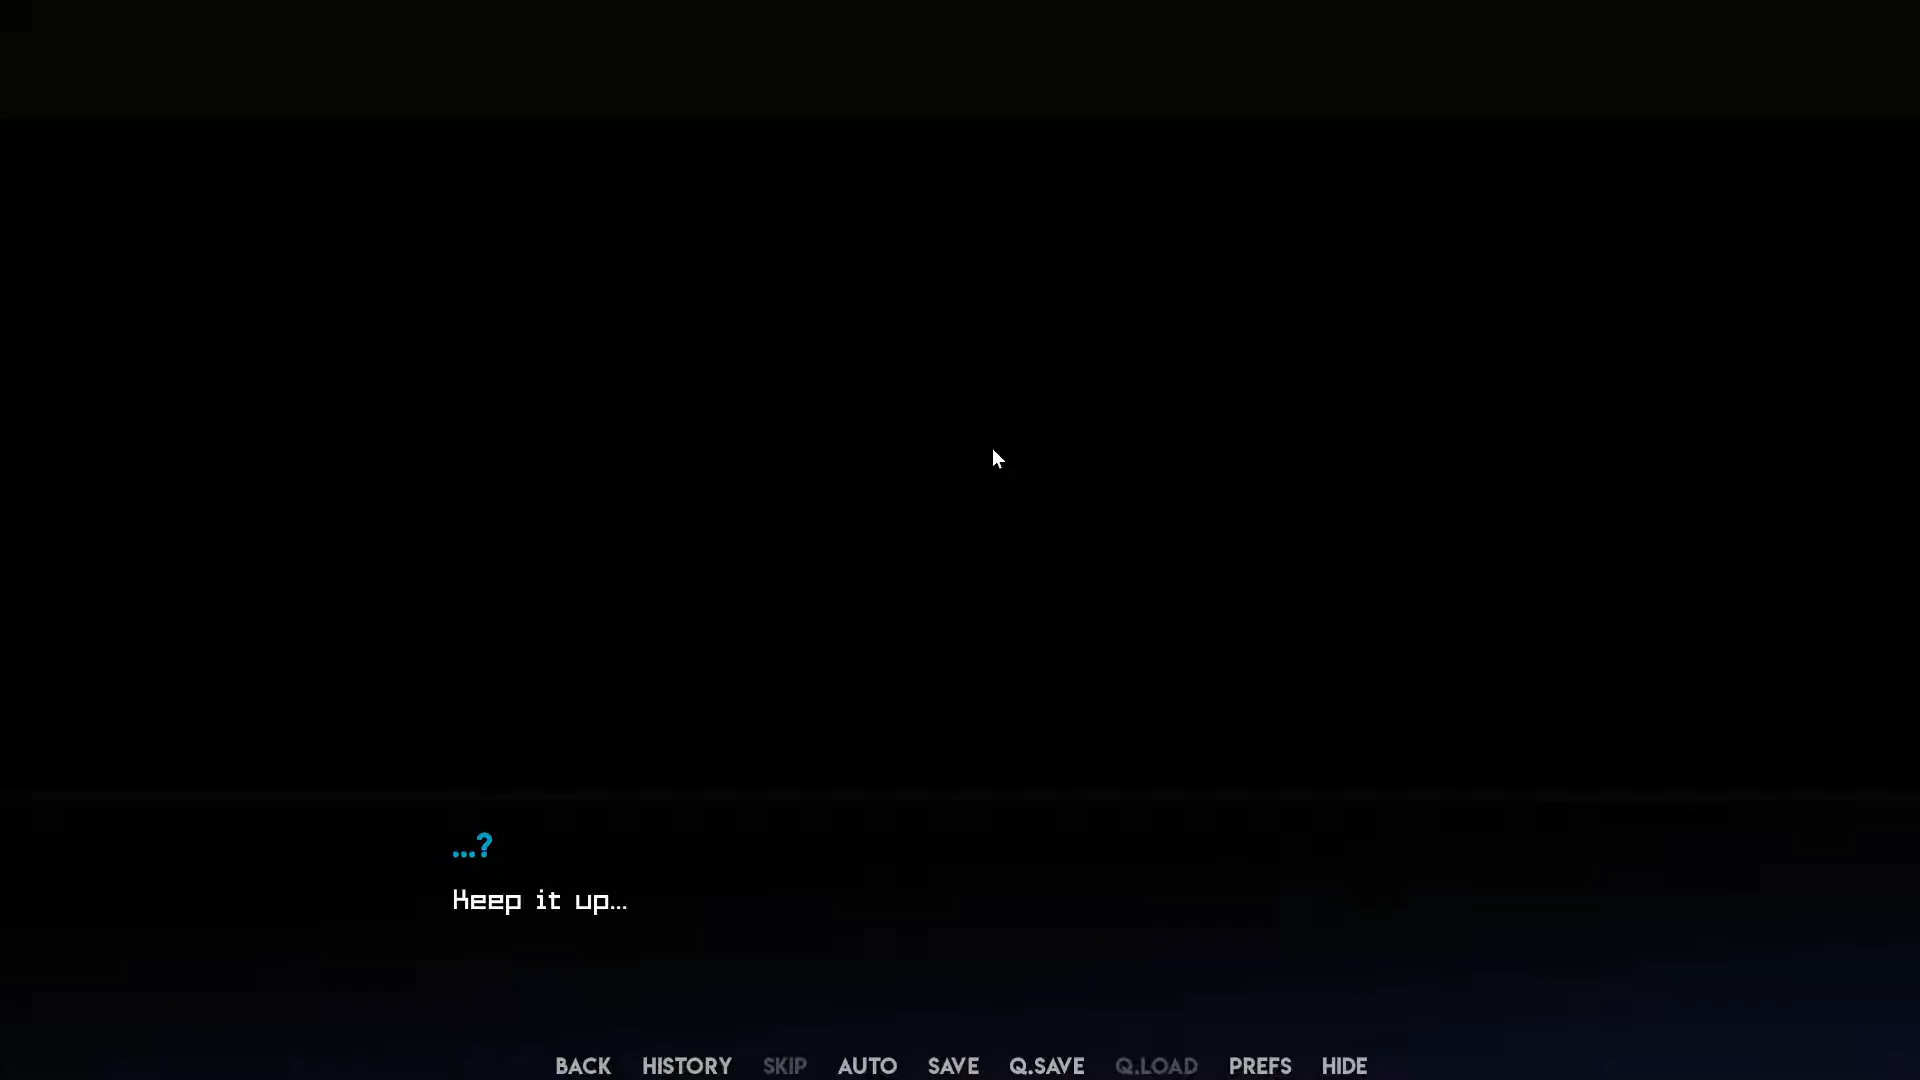 ...?
Keep it up...
BACK HISTORY SKIP AUTO SAVE Q.SAVE Q.LOAD PREFS HIDE